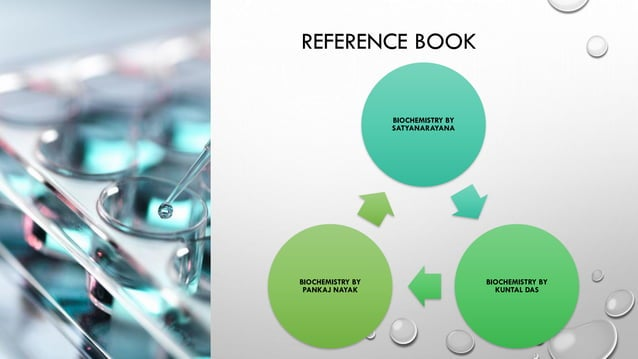 REFERENCE BOOK
BIOCHEMISTRY BY
SATYANARAYANA
BIOCHEMISTRY BY
KUNTAL DAS
BIOCHEMISTRY BY
PANKAJ NAYAK